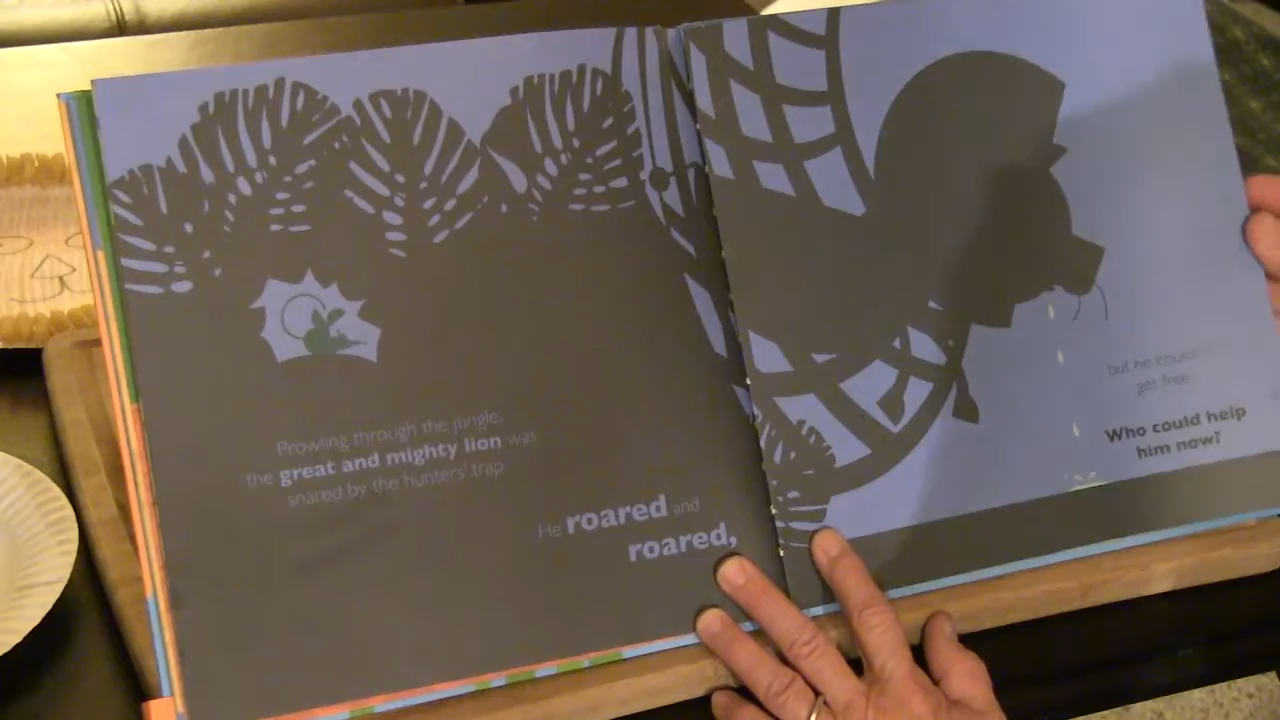 Prowling through the jungle,
the great and mighty lion was
snared by the hunters' trap
He roared and
roared,
but he couldn't
get free
Who could help
him now?